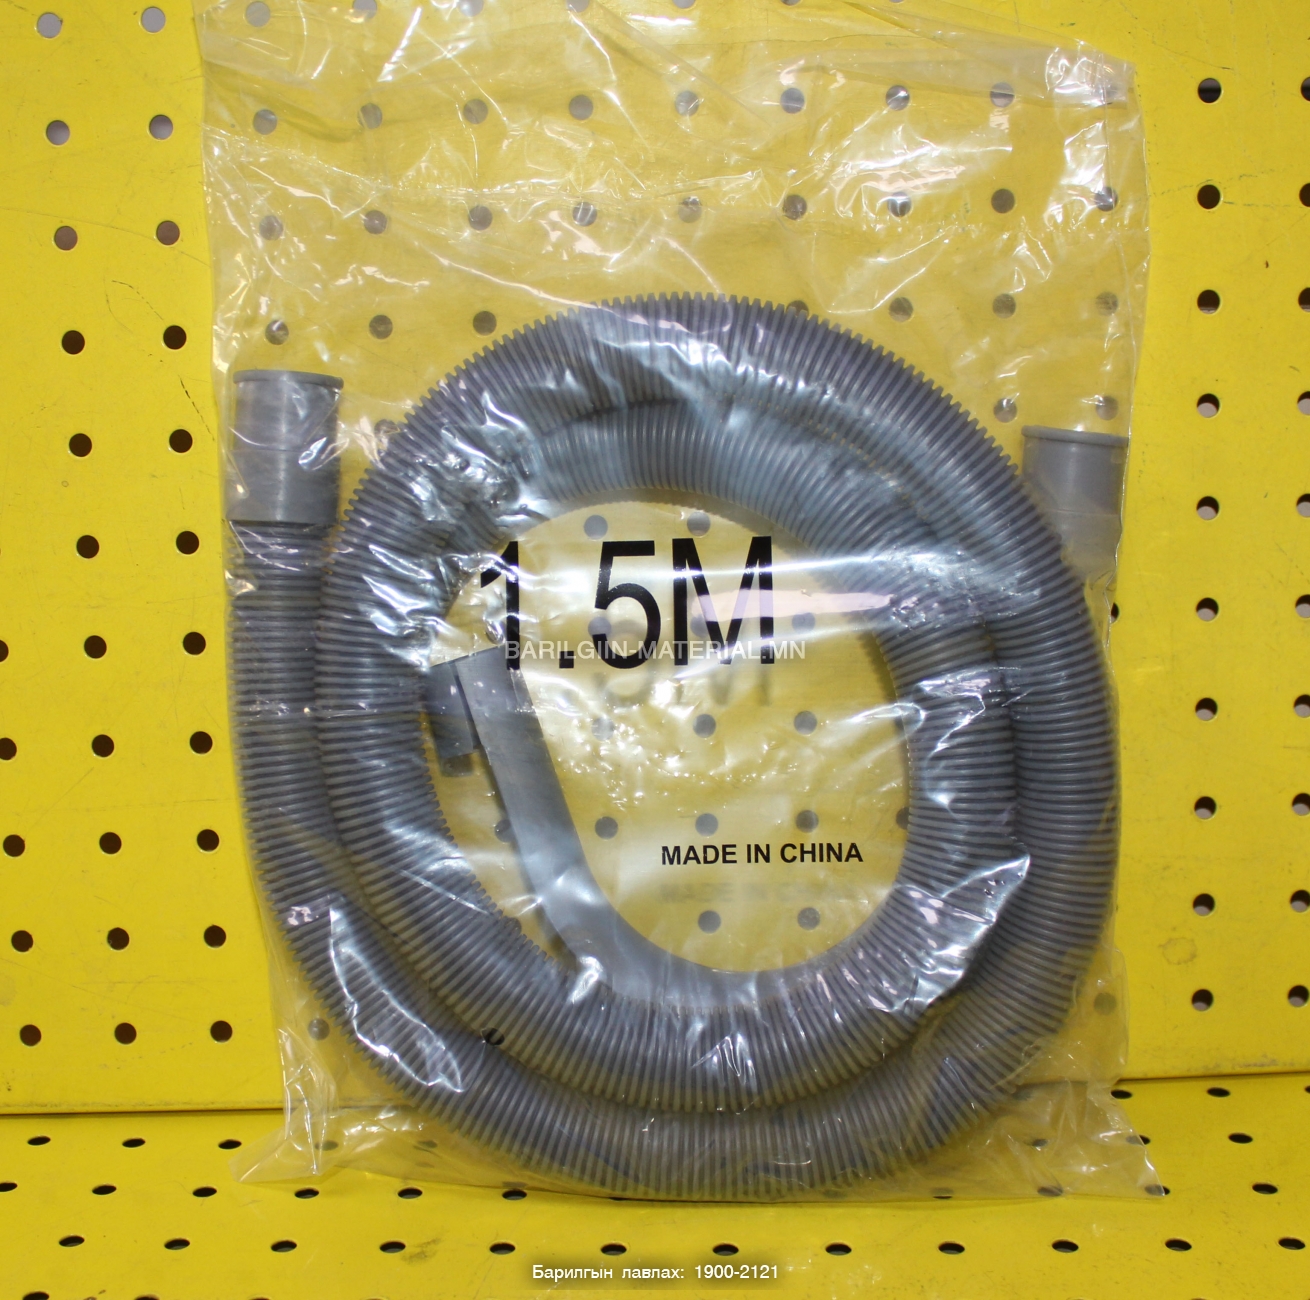 1.5M
BARILGIIN-MATERIAL.MN
MADE IN CHINA
Барилгын лавлах: 1900-2121